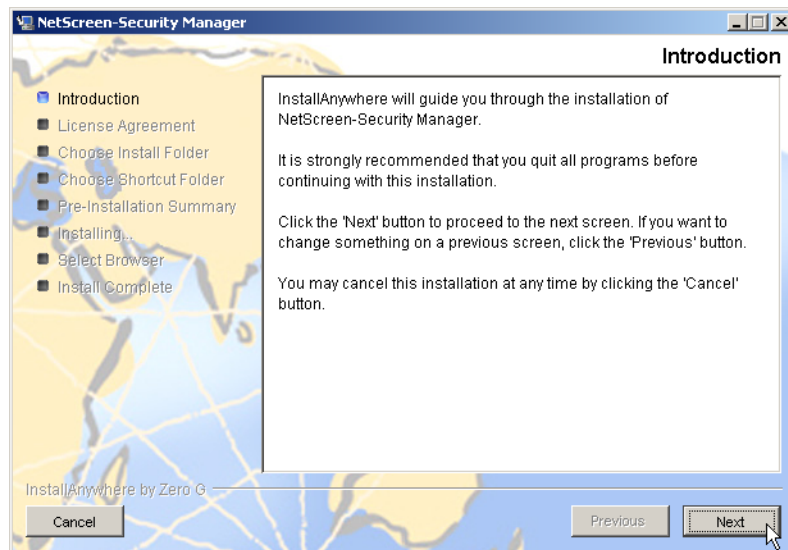 NetScreen-Security Manager
Introduction
Introduction
License Agreement
Choose Install Folder
Choose Shortcut Folder
Pre-Installation Summary
Installing...
Select Browser
Install Complete
InstallAnywhere will guide you through the installation of
NetScreen-Security Manager.
It is strongly recommended that you quit all programs before
continuing with this installation.
Click the 'Next' button to proceed to the next screen. If you want to
change something on a previous screen, click the 'Previous' button.
You may cancel this installation at any time by clicking the 'Cancel'
button.
InstallAnywhere by Zero G
Cancel
Previous
Next